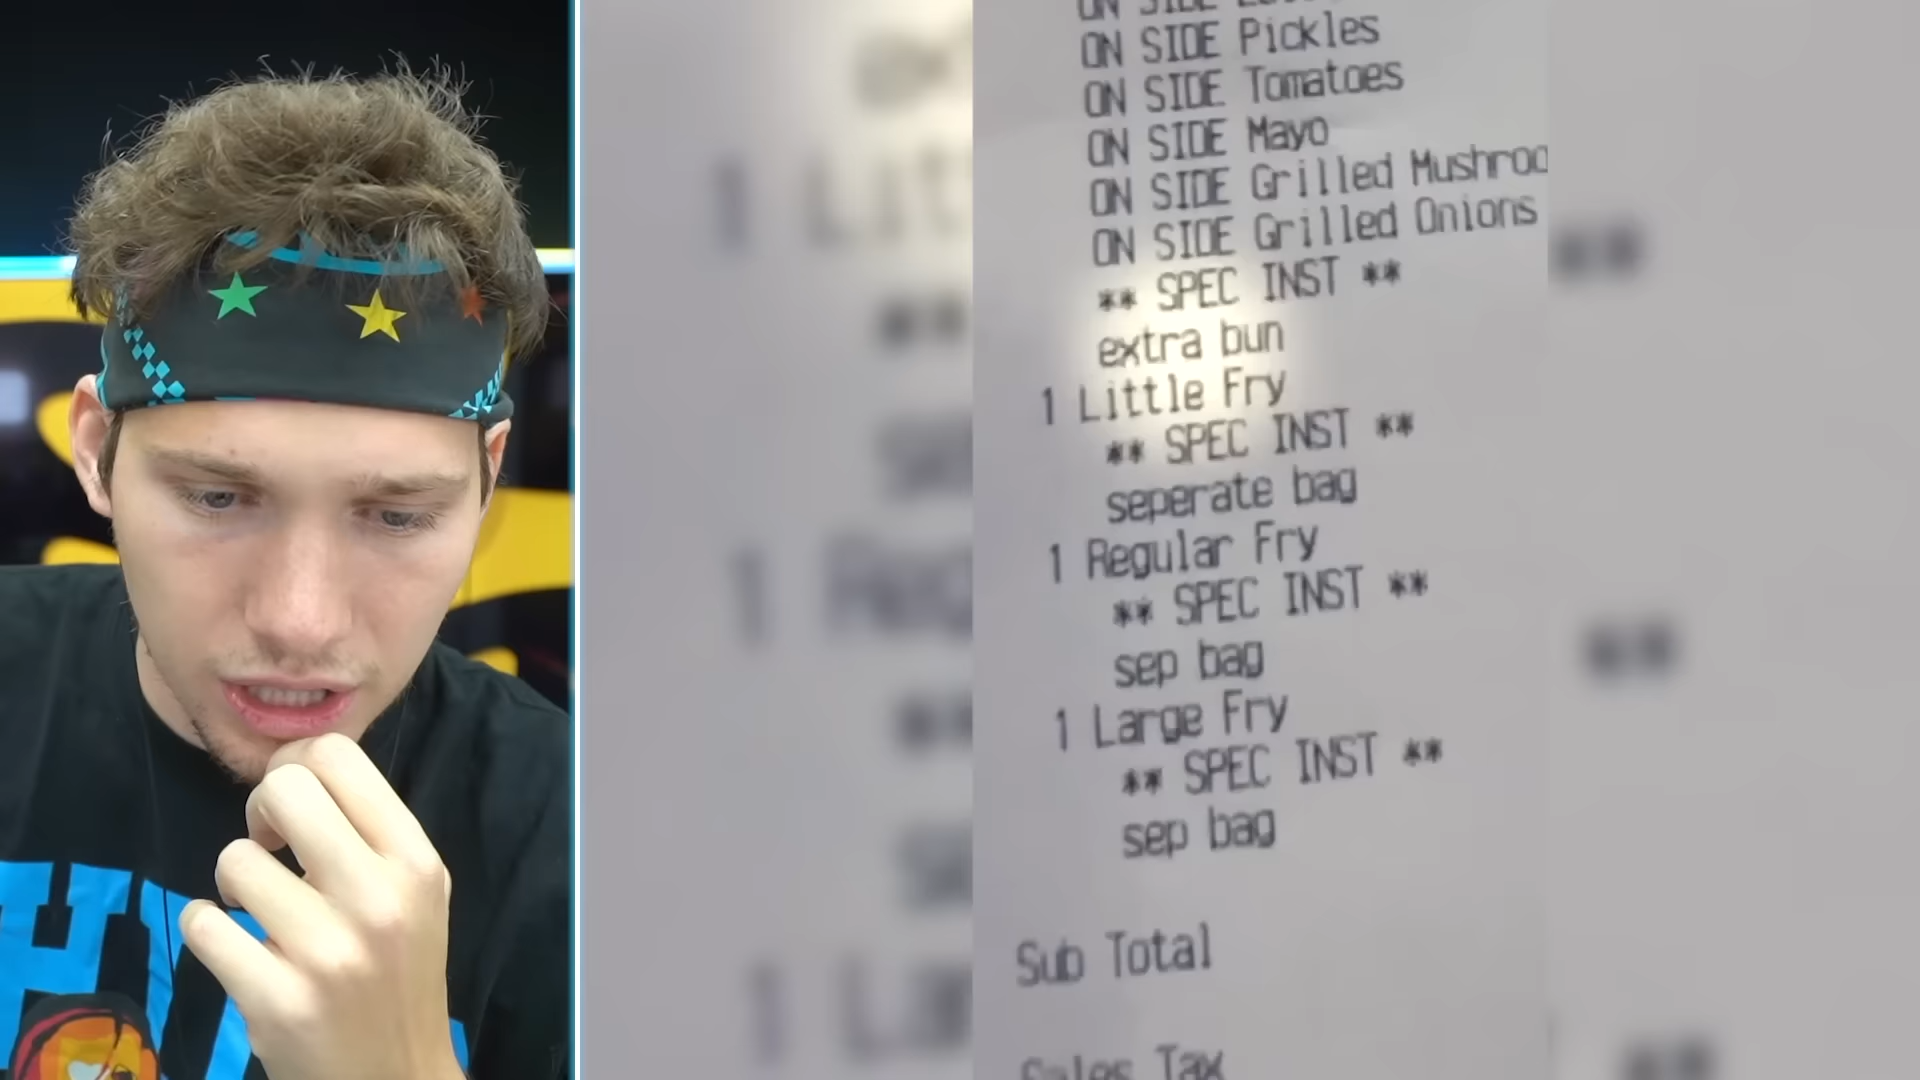 ON SIDE Pickles
ON SIDE Tomatoes
ON SIDE Mayo
ON SIDE Grilled Mushroo
ON SIDE Grilled Onions
** SPEC INST **
extra bun
1 Little Fry
** SPEC INST **
seperate bag
1 Regular Fry
** SPEC INST **
sep bag
1 Large Fry
** SPEC INST **
sep bag
Sub Total
Sales Tax